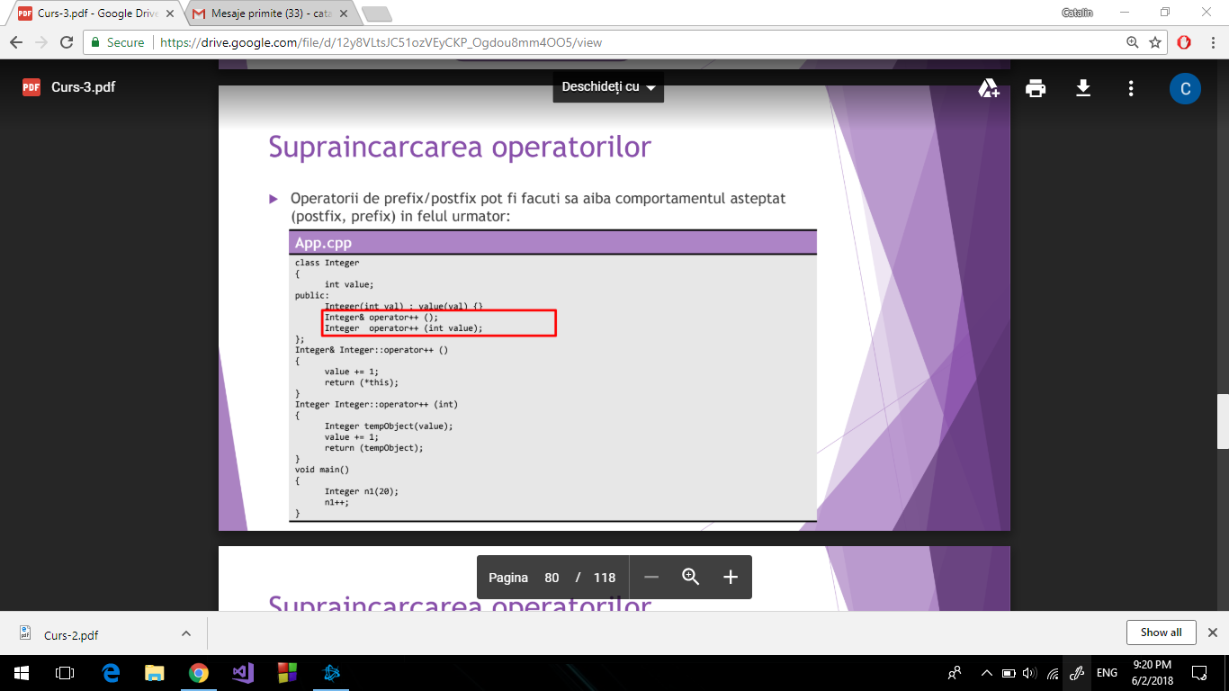 Curs-3.pdf - Google Drive
Mesaje primite (33) - cata
Catalin
Secure
https://drive.google.com/file/d/12y8VLtsJC51ozVEyCKP_Ogdou8mm4OO5/view
PDF
Curs-3.pdf
Deschideți cu
C
Supraincarcarea operatorilor
Operatorii de prefix/postfix pot fi facuti sa aiba comportamentul asteptat
(postfix, prefix) in felul urmator:
App.cpp
class Integer
{
int value;
public:
Integer(int val) : value(val) {}
Integer& operator++ ();
Integer operator++ (int value);
};
Integer& Integer::operator++ ()
{
value += 1;
return (*this);
}
Integer Integer::operator++ (int)
{
Integer tempObject(value);
value += 1;
return (tempObject);
}
void main()
{
Integer n1(20);
n1++;
}
Pagina 80 / 118
Supraincarcarea operatorilor
Curs-2.pdf
Show all
ENG
9:20 PM
6/2/2018